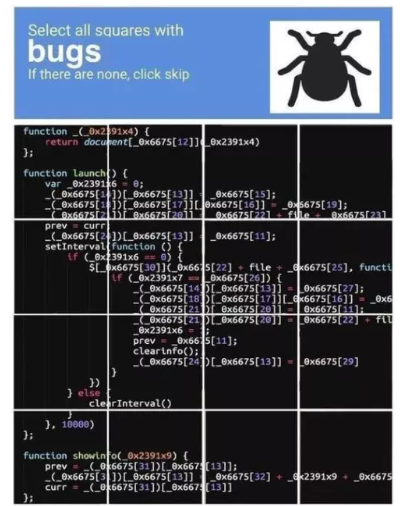 Select all squares with
bugs
If there are none, click skip
function _(_0x2391x4) {
return document[_0x6675[12]](_0x2391x4)
};
function launch() {
var _0x2391x6 = 0;
_(_0x6675[14])[_0x6675[13]] = _0x6675[15];
_(_0x6675[18])[_0x6675[17]][_0x6675[16]] = _0x6675[19];
_(_0x6675[21])[_0x6675[20]] = _0x6675[22] + file + _0x6675[23]
prev = curr;
_(_0x6675[24])[_0x6675[13]] = _0x6675[11];
setInterval(function () {
if (_0x2391x6 == 0) {
$[_0x6675[30]](_0x6675[22] + file + _0x6675[25], functi
if (_0x2391x7 == _0x6675[26]) {
_(_0x6675[14])[_0x6675[13]] = _0x6675[27];
_(_0x6675[18])[_0x6675[17]][_0x6675[16]] = _0x6
_(_0x6675[21])[_0x6675[20]] = _0x6675[11];
_(_0x6675[21])[_0x6675[20]] = _0x6675[22] + fil
_0x2391x6 = 1;
prev = _0x6675[11];
clearinfo();
_(_0x6675[24])[_0x6675[13]] = _0x6675[29]
}
})
} else {
clearInterval()
}
}, 10000)
};
function showinfo(_0x2391x9) {
prev = _(_0x6675[31])[_0x6675[13]];
_(_0x6675[31])[_0x6675[13]] = _0x6675[32] + _0x2391x9 + _0x6675
curr = _(_0x6675[31])[_0x6675[13]]
};